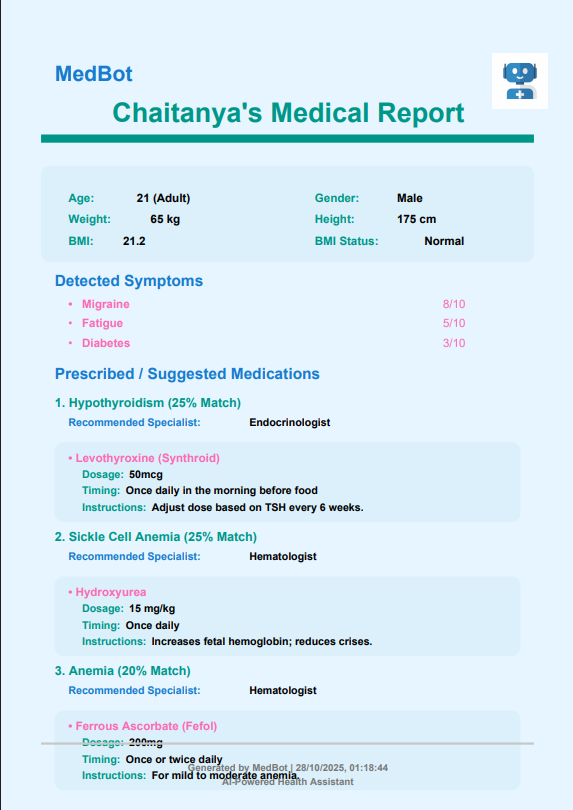 MedBot
Chaitanya's Medical Report
Age: 21 (Adult) Gender: Male
Weight: 65 kg Height: 175 cm
BMI: 21.2 BMI Status: Normal
Detected Symptoms
• Migraine 8/10
• Fatigue 5/10
• Diabetes 3/10
Prescribed / Suggested Medications
1. Hypothyroidism (25% Match)
Recommended Specialist: Endocrinologist
• Levothyroxine (Synthroid)
Dosage: 50mcg
Timing: Once daily in the morning before food
Instructions: Adjust dose based on TSH every 6 weeks.
2. Sickle Cell Anemia (25% Match)
Recommended Specialist: Hematologist
• Hydroxyurea
Dosage: 15 mg/kg
Timing: Once daily
Instructions: Increases fetal hemoglobin; reduces crises.
3. Anemia (20% Match)
Recommended Specialist: Hematologist
• Ferrous Ascorbate (Fefol)
Dosage: 200mg
Timing: Once or twice daily
Generated by MedBot | 28/10/2025, 01:18:44
Instructions: For mild to moderate anemia.
AI-Powered Health Assistant